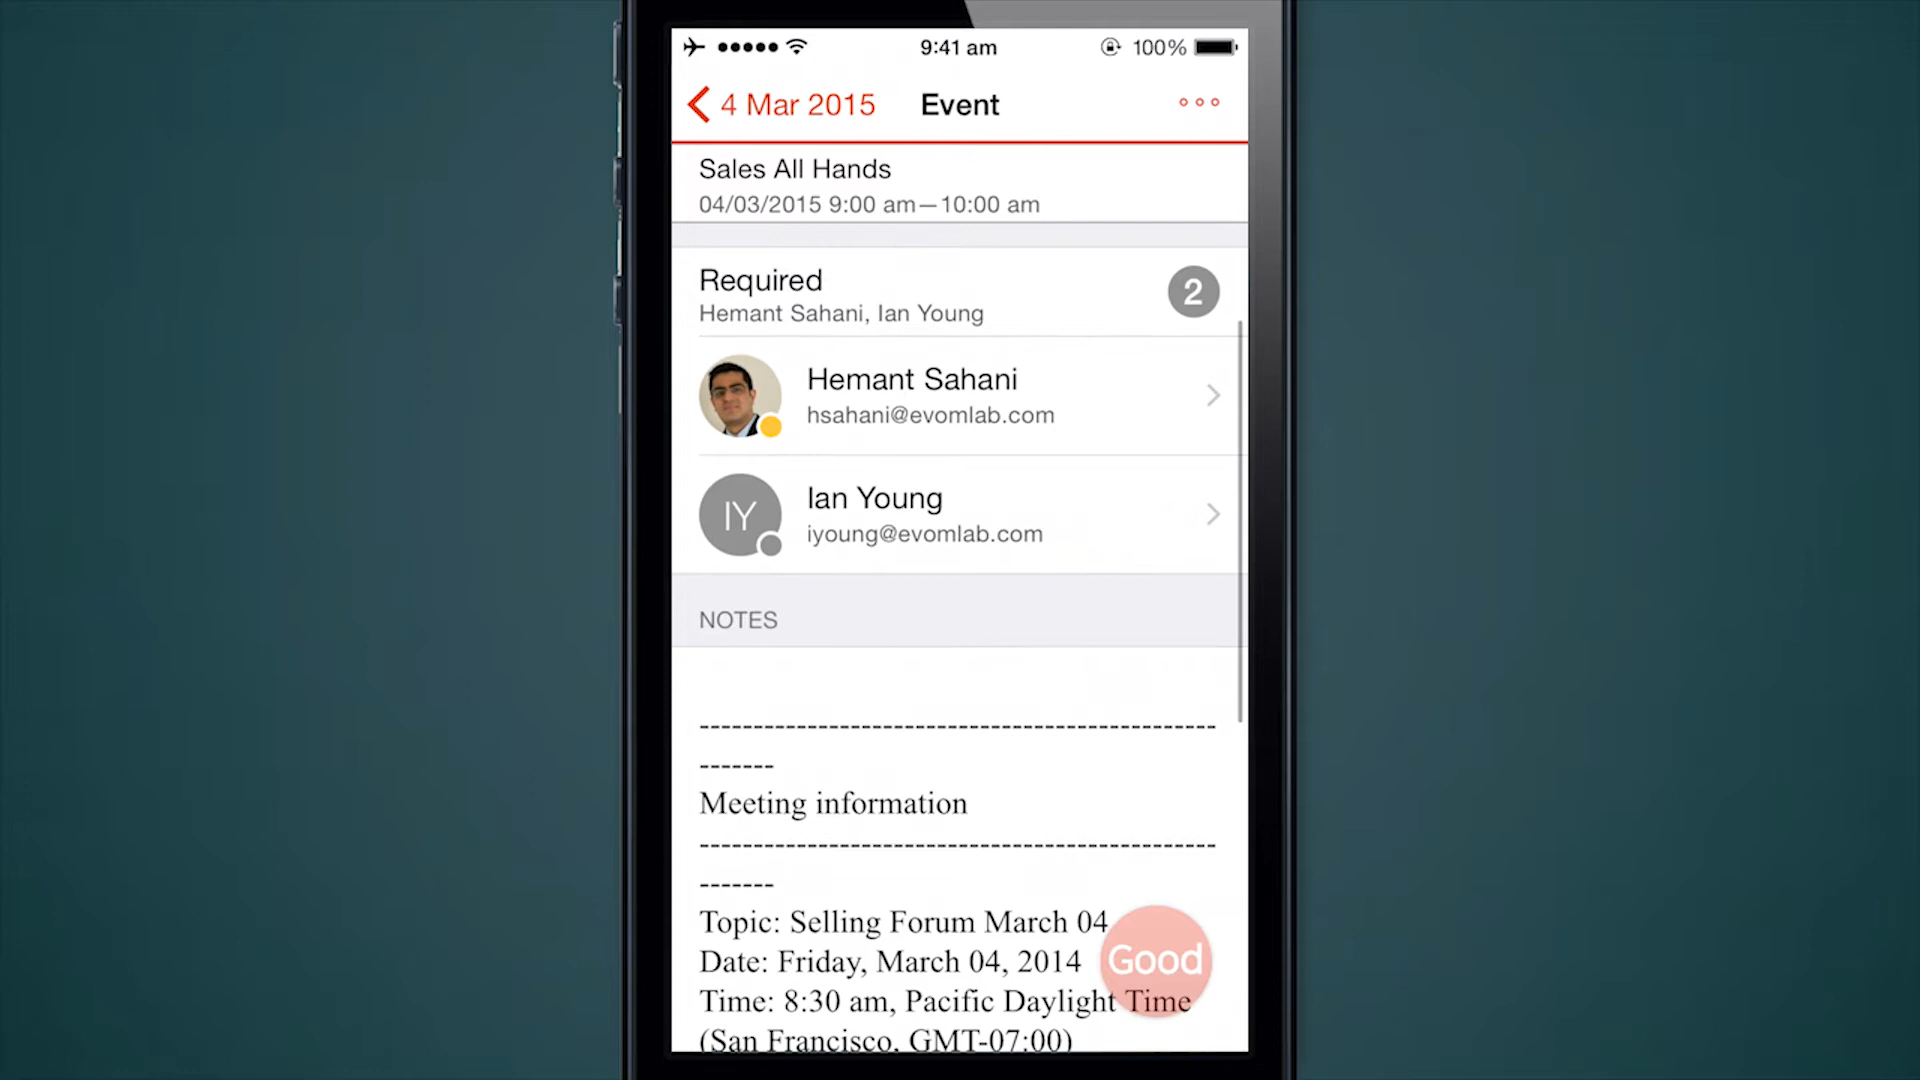 9:41 am
100%
4 Mar 2015
Event
Sales All Hands
04/03/2015 9:00 am—10:00 am
Required
2
Hemant Sahani, Ian Young
Hemant Sahani
hsahani@evomlab.com
IY
Ian Young
iyoung@evomlab.com
NOTES
-------------------------------------------
-------
Meeting information
-------------------------------------------
-------
Topic: Selling Forum March 04
Date: Friday, March 04, 2014
Good
Time: 8:30 am, Pacific Daylight Time
(San Francisco, GMT-07:00)